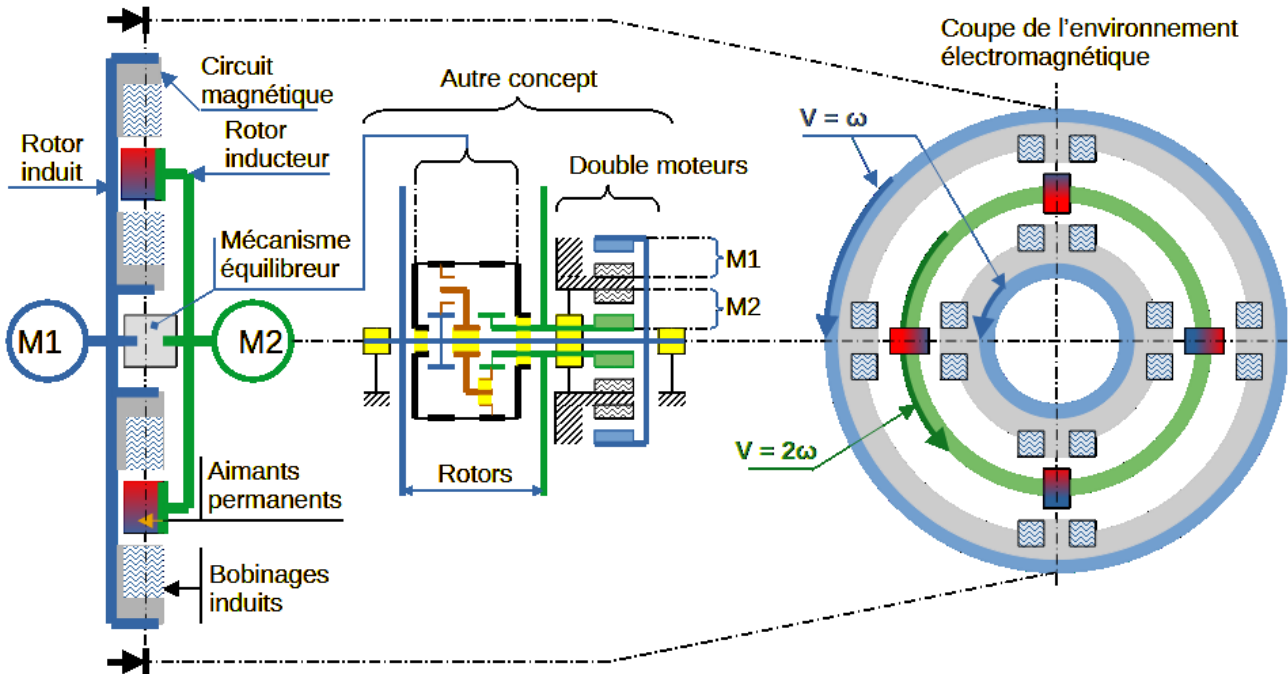 Coupe de l'environnement
électromagnétique
Circuit
magnétique
Autre concept
V = ω
Rotor
inducteur
Rotor
induit
Double moteurs
Mécanisme
équilibreur
M1
M2
M1
M2
V = 2ω
Aimants
permanents
Rotors
Bobinages
induits